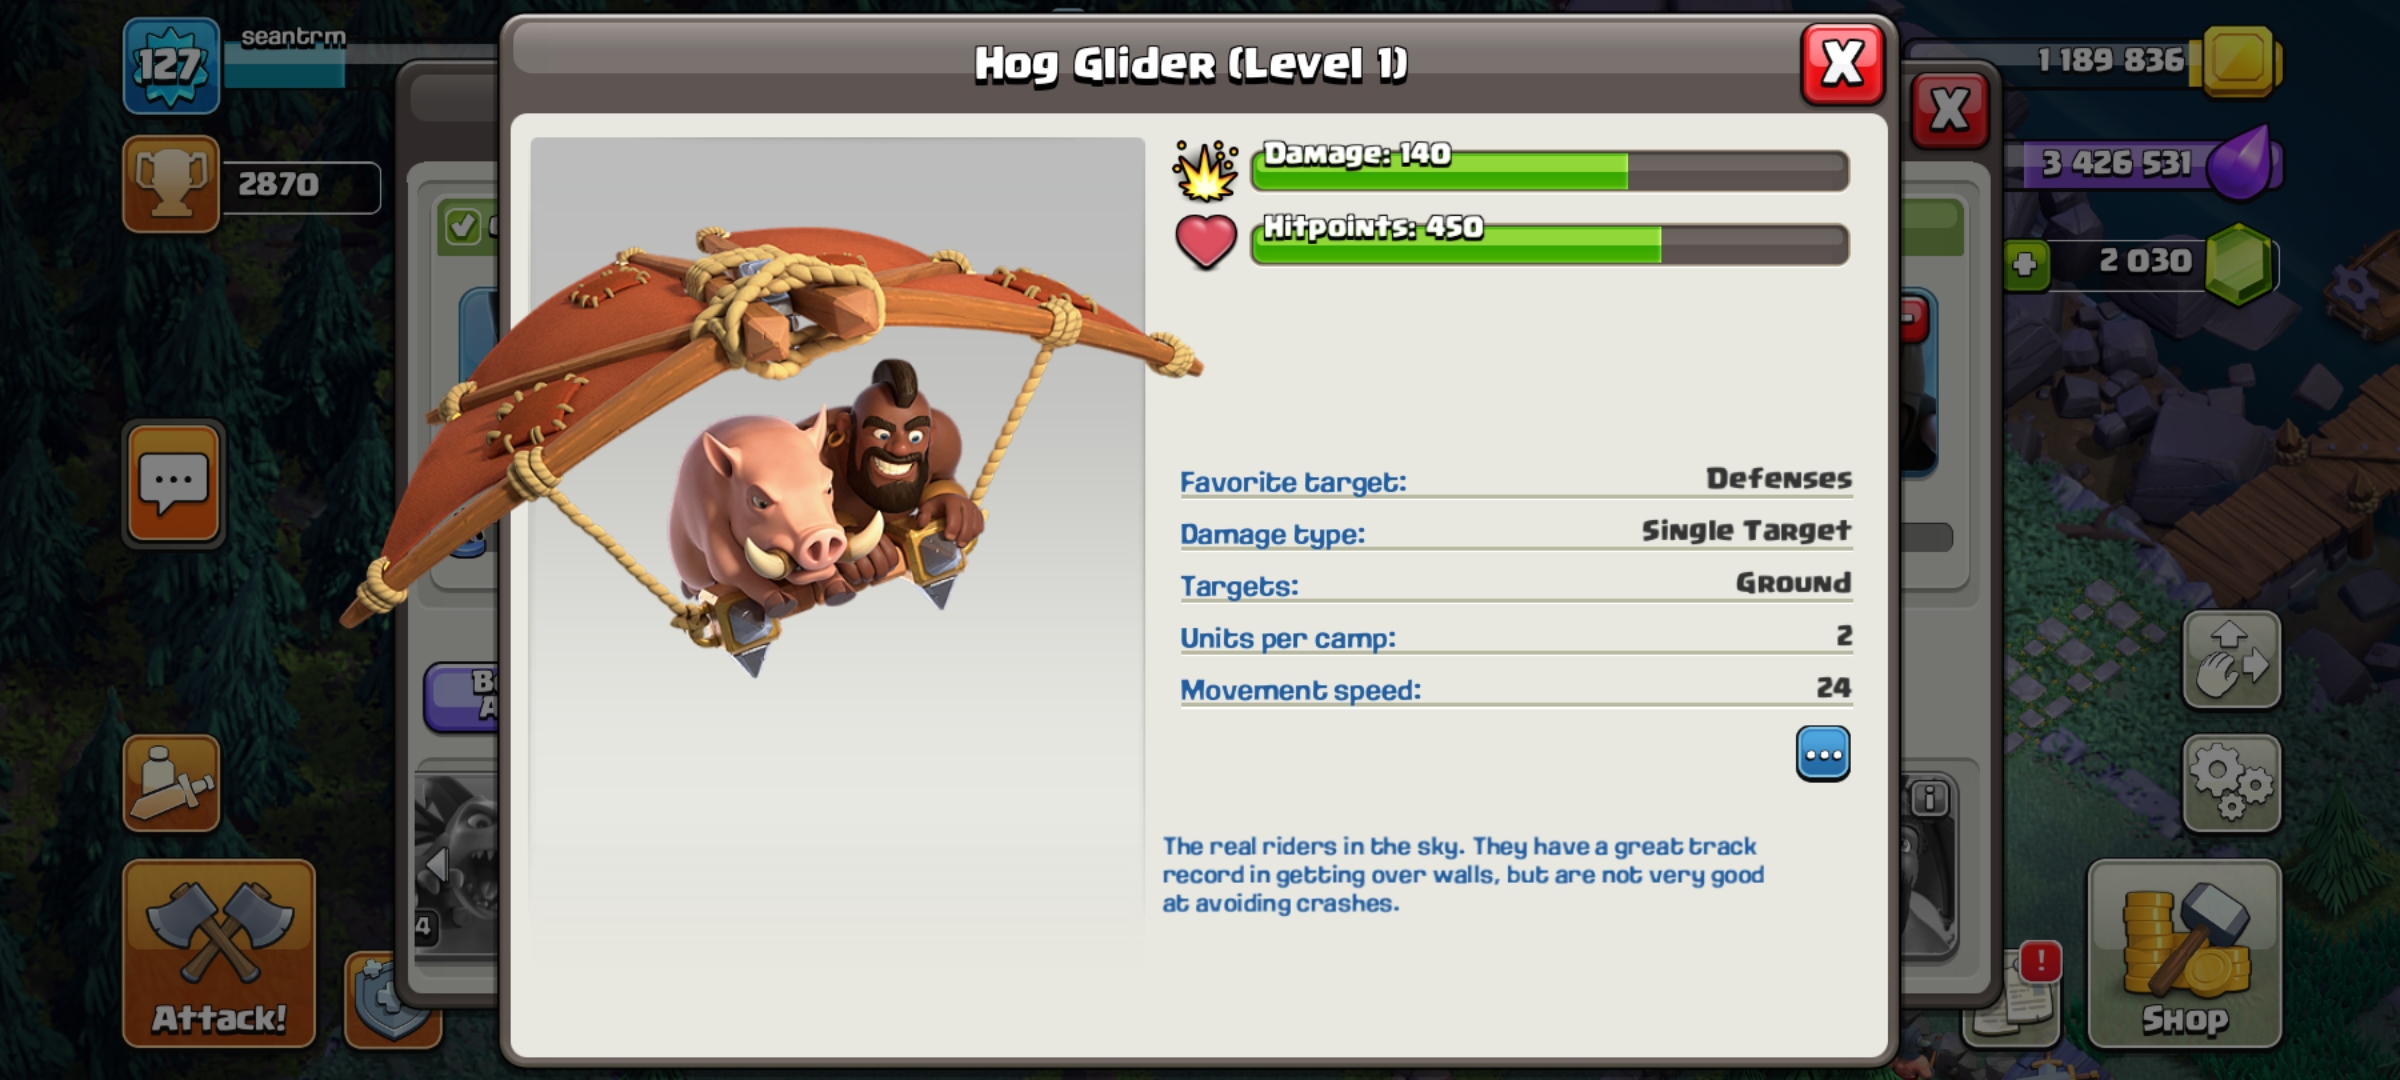 127
seantrm
Hog Glider (Level 1)
X
X
1 189 836
2870
Damage: 140
Hitpoints: 450
3 426 531
2 030
Favorite target: Defenses
Damage type: Single Target
Targets: Ground
Units per camp: 2
Movement speed: 24
The real riders in the sky. They have a great track
record in getting over walls, but are not very good
at avoiding crashes.
4
i
!
Attack!
Shop